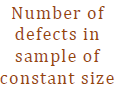 Number of
defects in
sample of
constant size